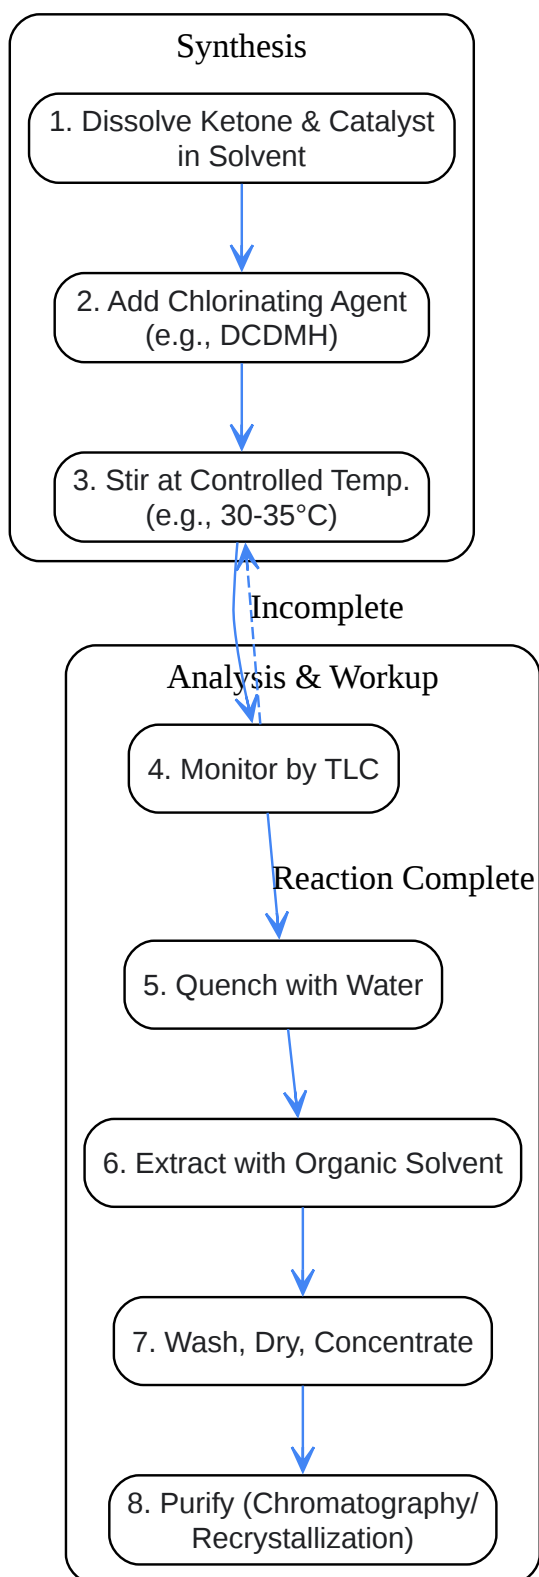 Synthesis
1. Dissolve Ketone & Catalyst
in Solvent
2. Add Chlorinating Agent
(e.g., DCDMH)
3. Stir at Controlled Temp.
(e.g., 30-35°C)
Incomplete
Analysis & Workup
4. Monitor by TLC
Reaction Complete
5. Quench with Water
6. Extract with Organic Solvent
7. Wash, Dry, Concentrate
8. Purify (Chromatography/
Recrystallization)